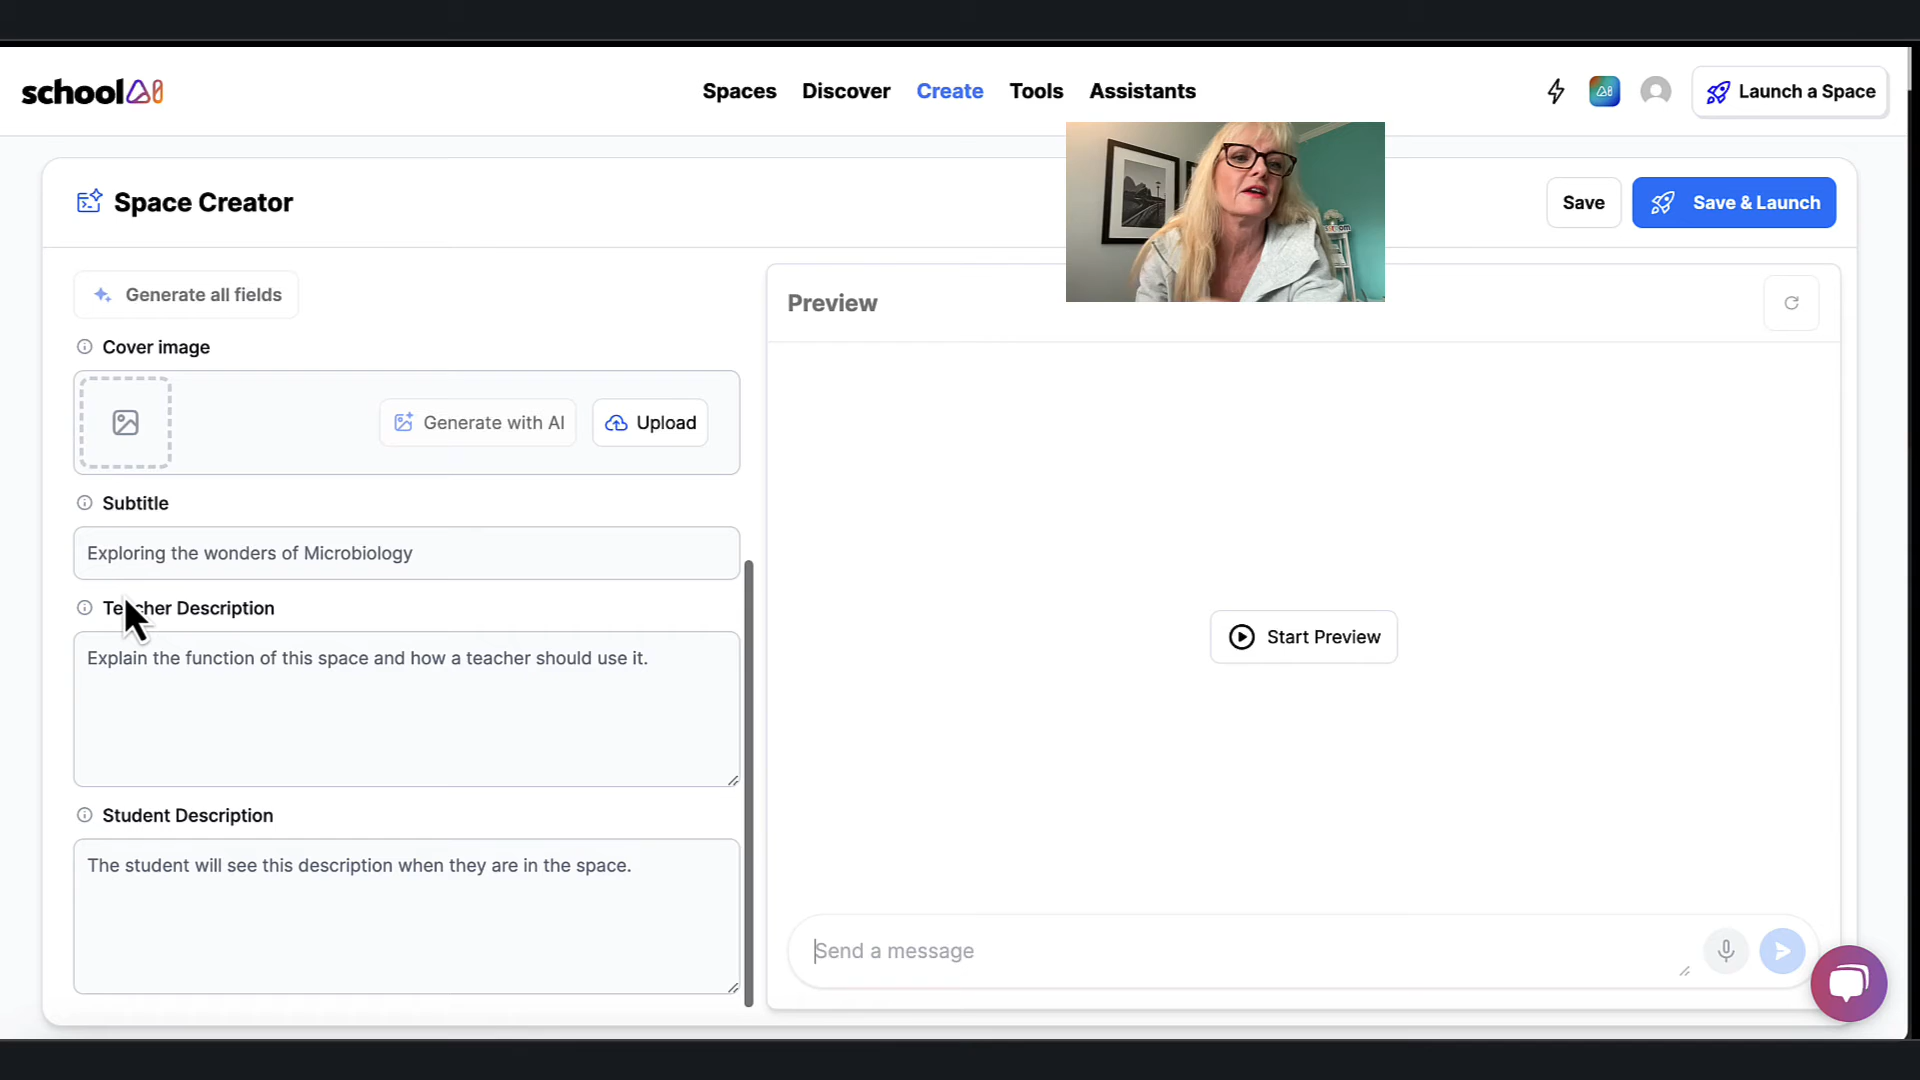 schoolAI
Spaces
Discover
Create
Tools
Assistants
Launch a Space
Space Creator
Save
Save & Launch
Generate all fields
Preview
Cover image
Generate with AI
Upload
Subtitle
Exploring the wonders of Microbiology
Teacher Description
Explain the function of this space and how a teacher should use it.
Start Preview
Student Description
The student will see this description when they are in the space.
Send a message